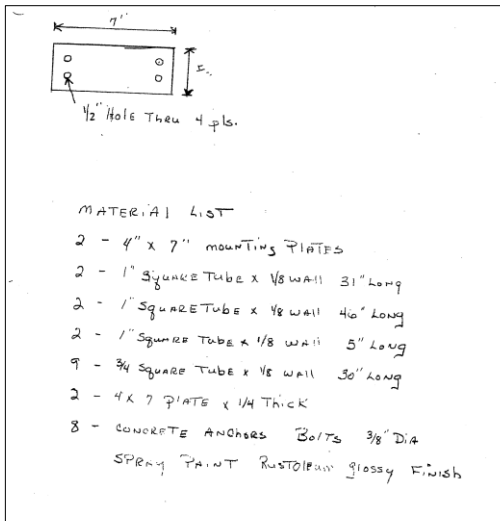 7"
1/2" Hole Thru 4 pls.
MATERIAl LIST
2 - 4" x 7" mounting Plates
2 - 1" Square Tube x 1/8 wall 31" Long
2 - 1" Square Tube x 1/8 wall 46" Long
2 - 1" Square Tube x 1/8 wall 5" Long
9 - 3/4 Square Tube x 1/8 wall 30" Long
2 - 4 x 7 Plate x 1/4 Thick
8 - Concrete Anchors Bolts 3/8" Dia
Spray Paint Rustoleum glossy Finish